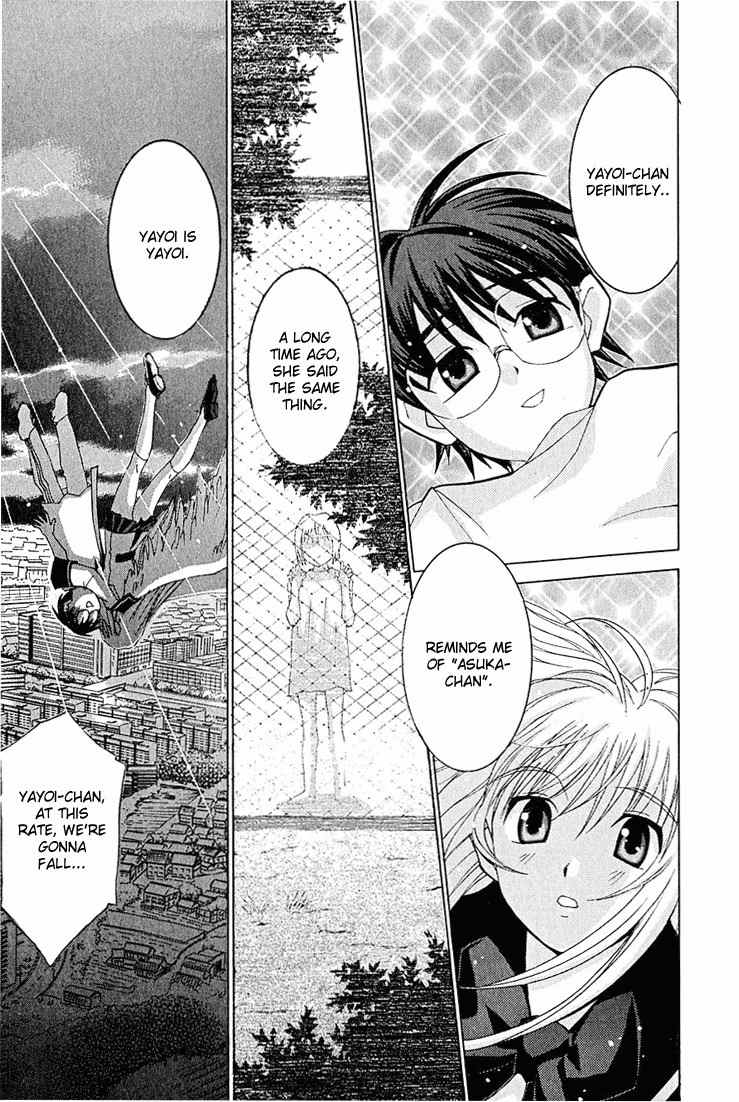 YAYOI-CHAN
DEFINITELY..
REMINDS ME
OF "ASUKA-
CHAN".
A LONG
TIME AGO,
SHE SAID
THE SAME
THING.
YAYOI IS
YAYOI.
YAYOI-CHAN,
AT THIS
RATE, WE'RE
GONNA
FALL...